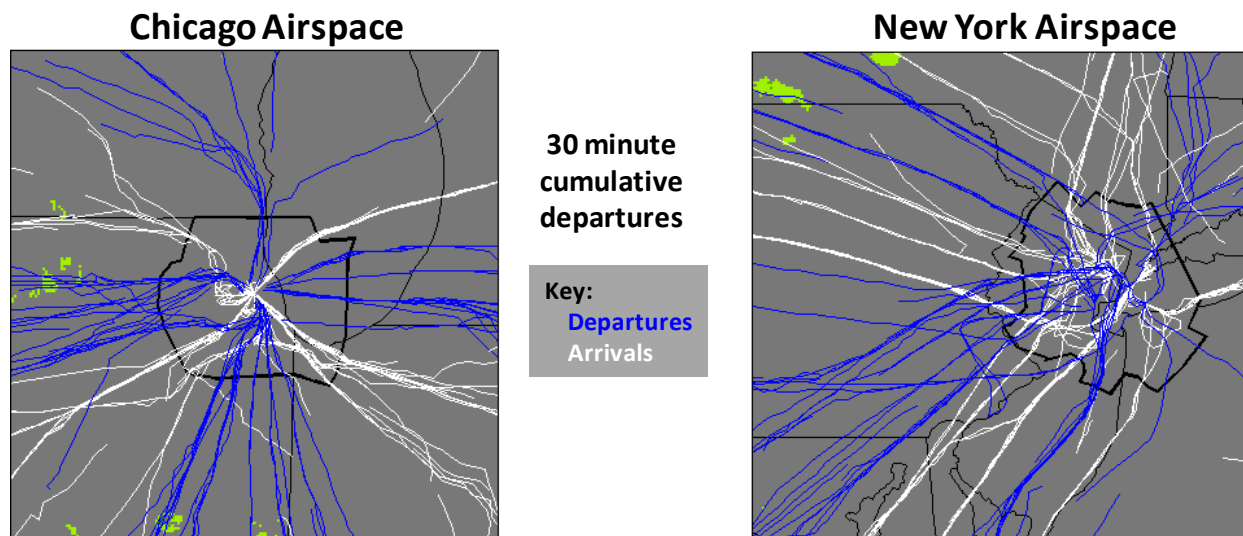 Chicago Airspace
New York Airspace
30 minute
cumulative
departures
Key:
Departures
Arrivals